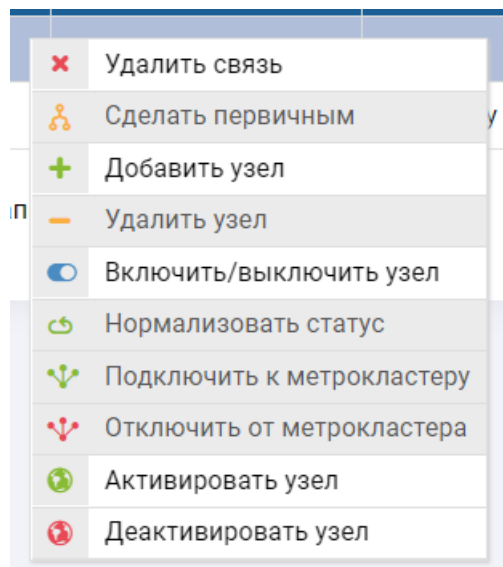 Удалить связь
Сделать первичным
Добавить узел
Удалить узел
Включить/выключить узел
Нормализовать статус
Подключить к метрокластеру
Отключить от метрокластера
Активировать узел
Деактивировать узел